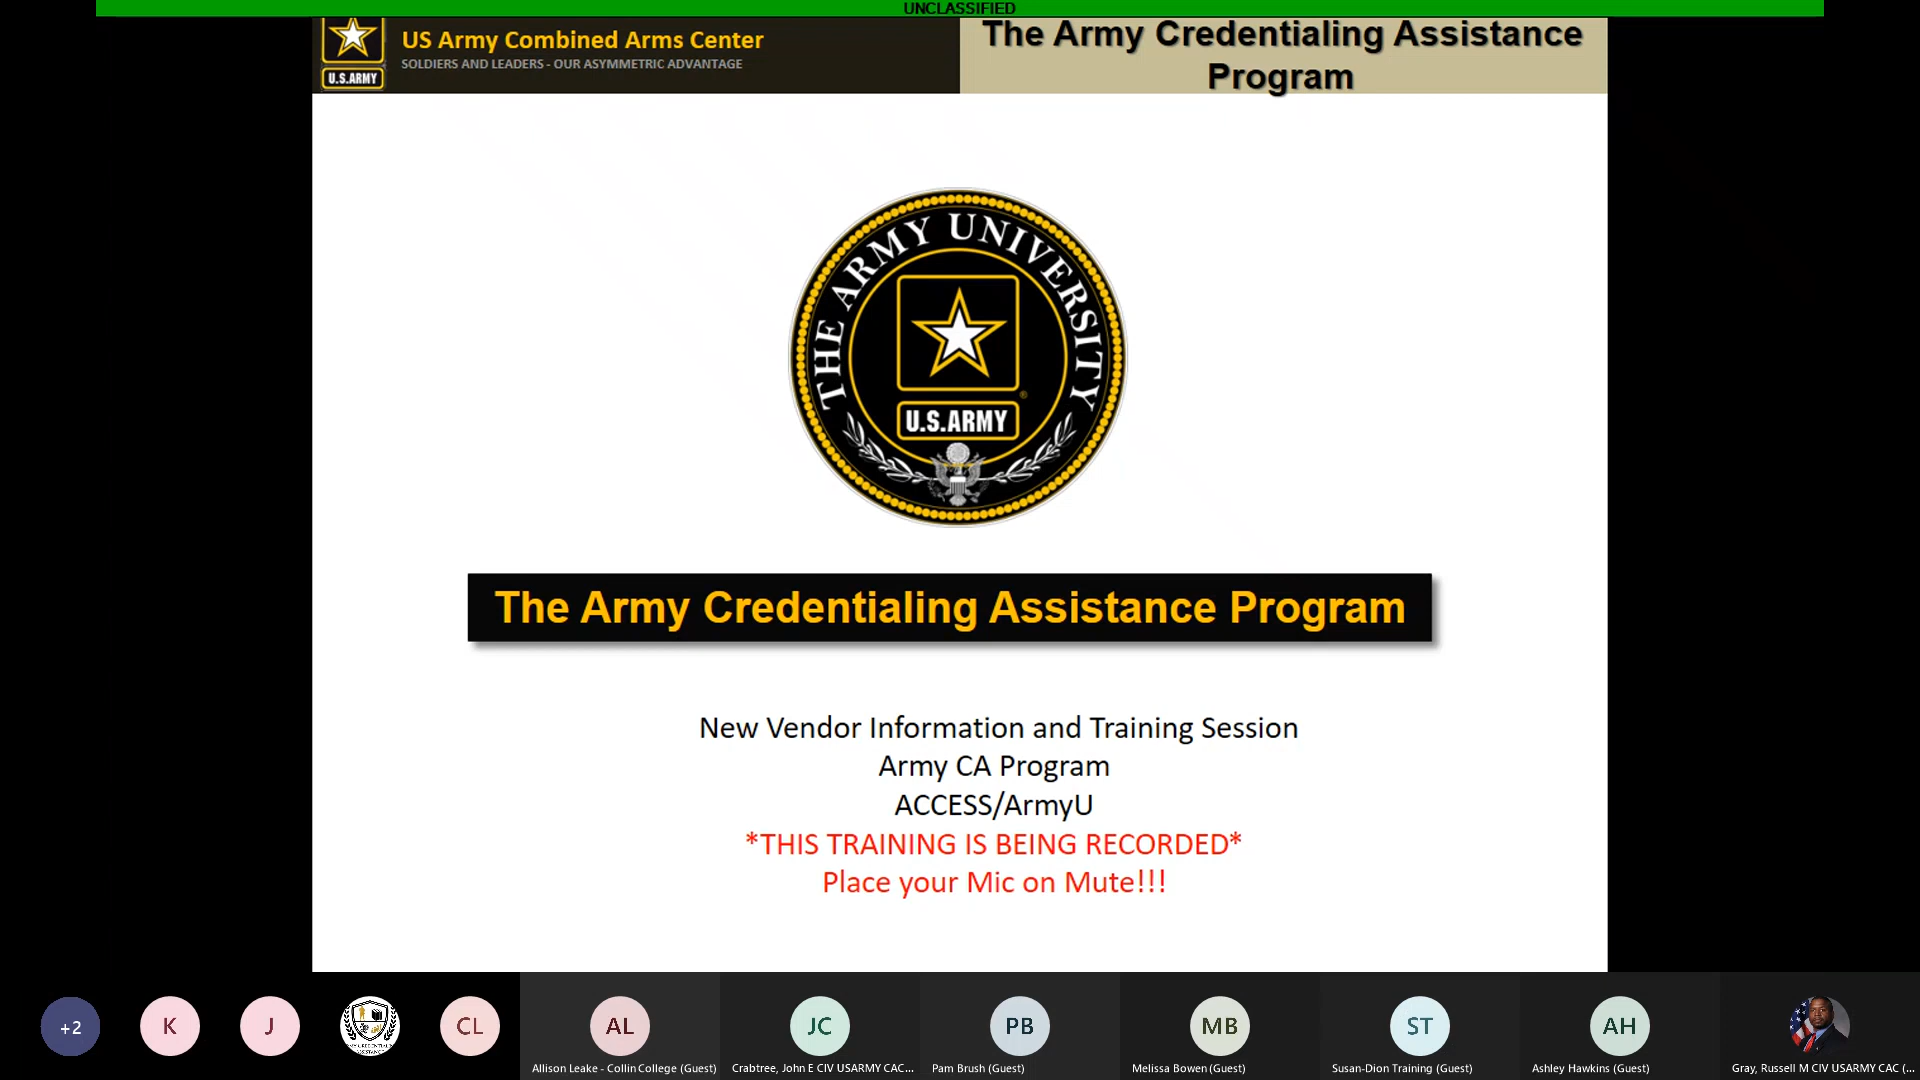 UNCLASSIFIED
US Army Combined Arms Center
SOLDIERS AND LEADERS - OUR ASYMMETRIC ADVANTAGE
U.S.ARMY
The Army Credentialing Assistance
Program
THE ARMY UNIVERSITY
U.S.ARMY
The Army Credentialing Assistance Program
New Vendor Information and Training Session
Army CA Program
ACCESS/ArmyU
*THIS TRAINING IS BEING RECORDED*
Place your Mic on Mute!!!
+2
K
J
CL
AL
JC
PB
MB
ST
AH
Allison Leake - Collin College (Guest)
Crabtree, John E CIV USARMY CAC...
Pam Brush (Guest)
Melissa Bowen (Guest)
Susan-Dion Training (Guest)
Ashley Hawkins (Guest)
Gray, Russell M CIV USARMY CAC (...